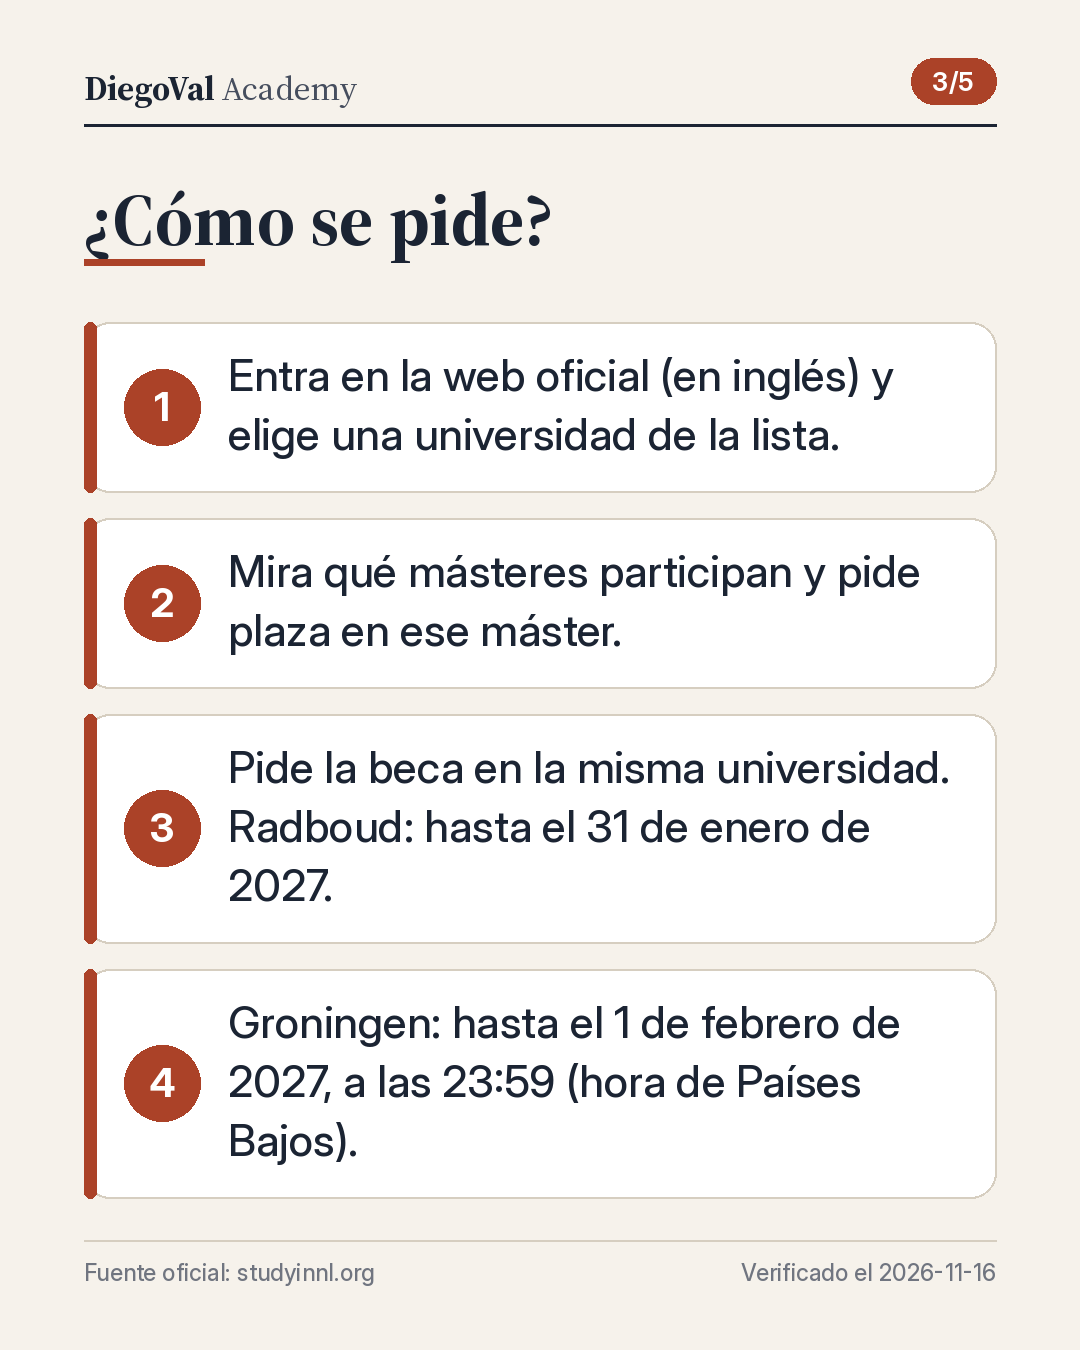 DiegoVal Academy
3/5
¿Cómo se pide?
1
Entra en la web oficial (en inglés) y
elige una universidad de la lista.
2
Mira qué másteres participan y pide
plaza en ese máster.
3
Pide la beca en la misma universidad.
Radboud: hasta el 31 de enero de
2027.
4
Groningen: hasta el 1 de febrero de
2027, a las 23:59 (hora de Países
Bajos).
Fuente oficial: studyinnl.org
Verificado el 2026-11-16